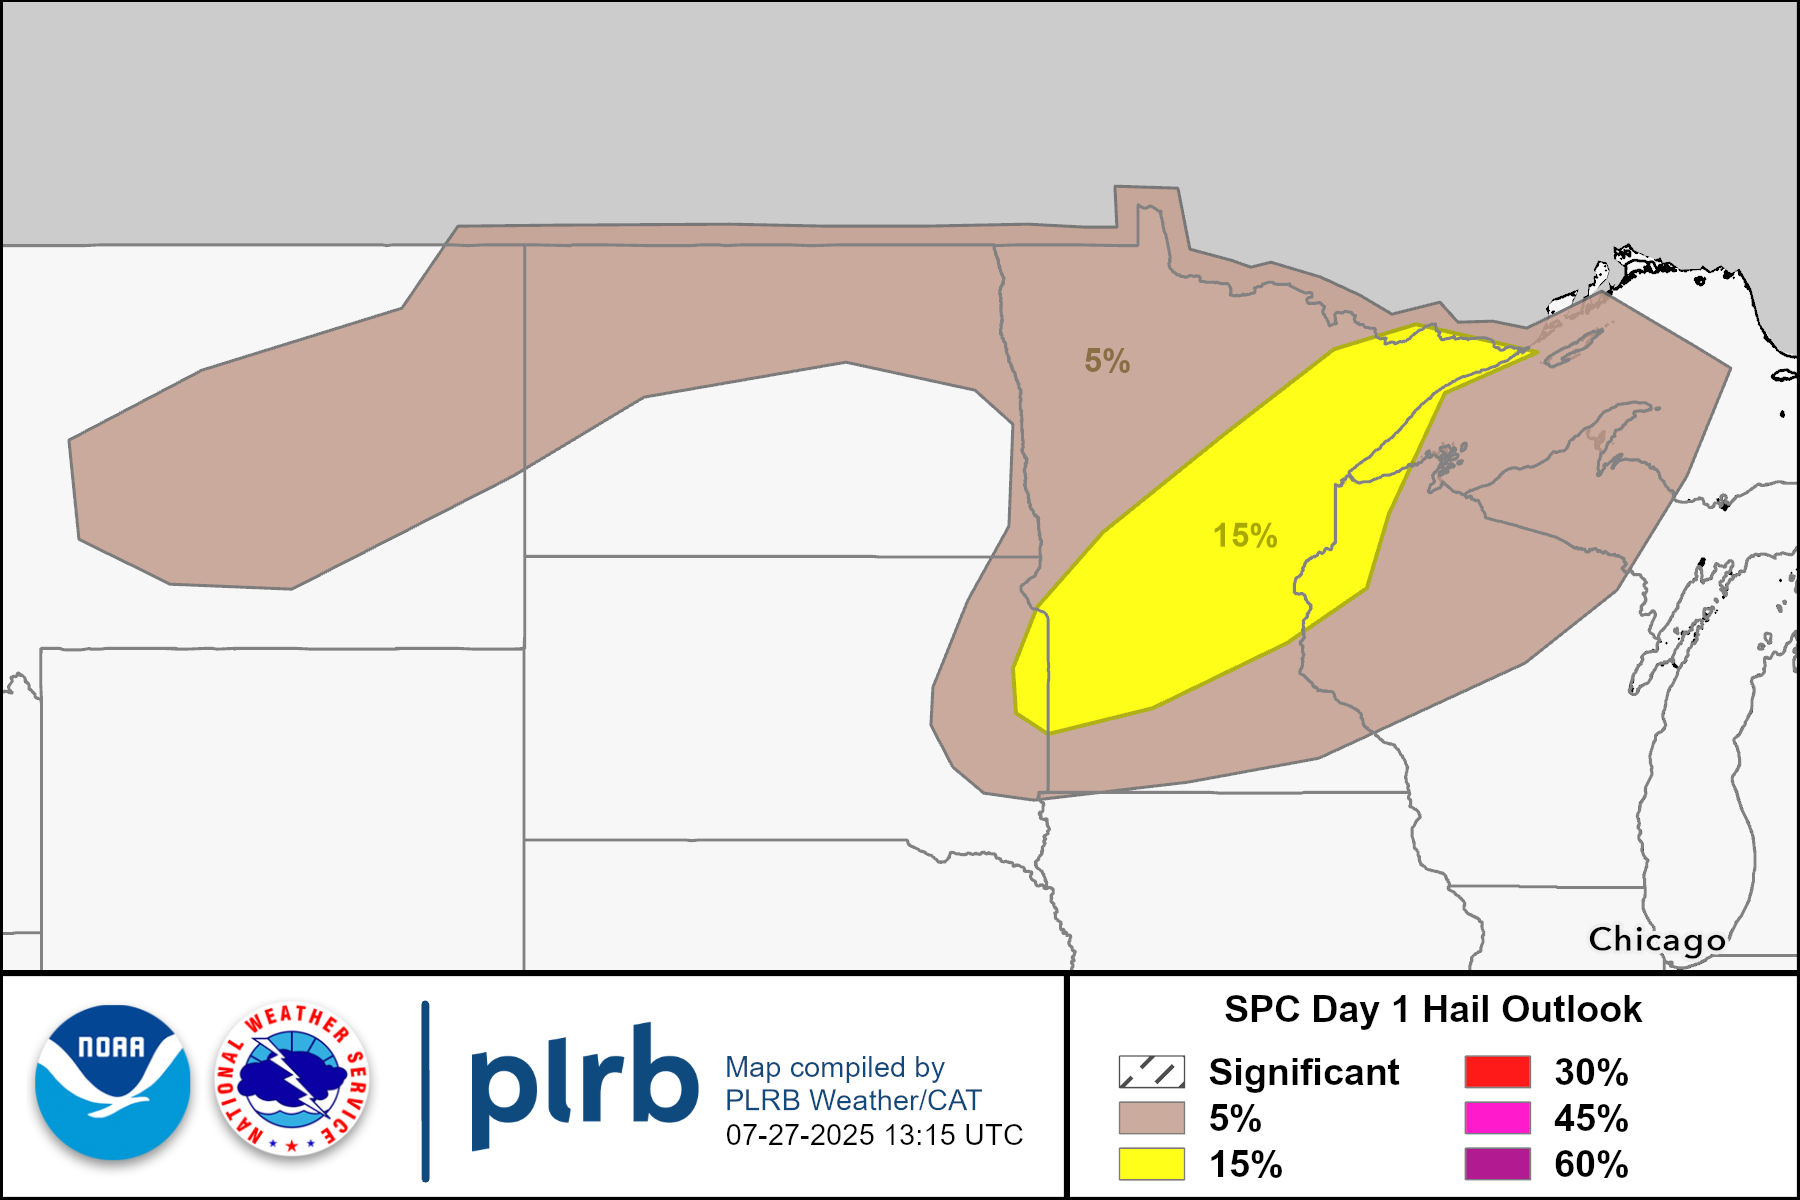 5%
15%
Chicago
NOAA
NATIONAL WEATHER SERVICE
plrb
Map compiled by
PLRB Weather/CAT
07-27-2025 13:15 UTC
SPC Day 1 Hail Outlook
Significant
5%
15%
30%
45%
60%